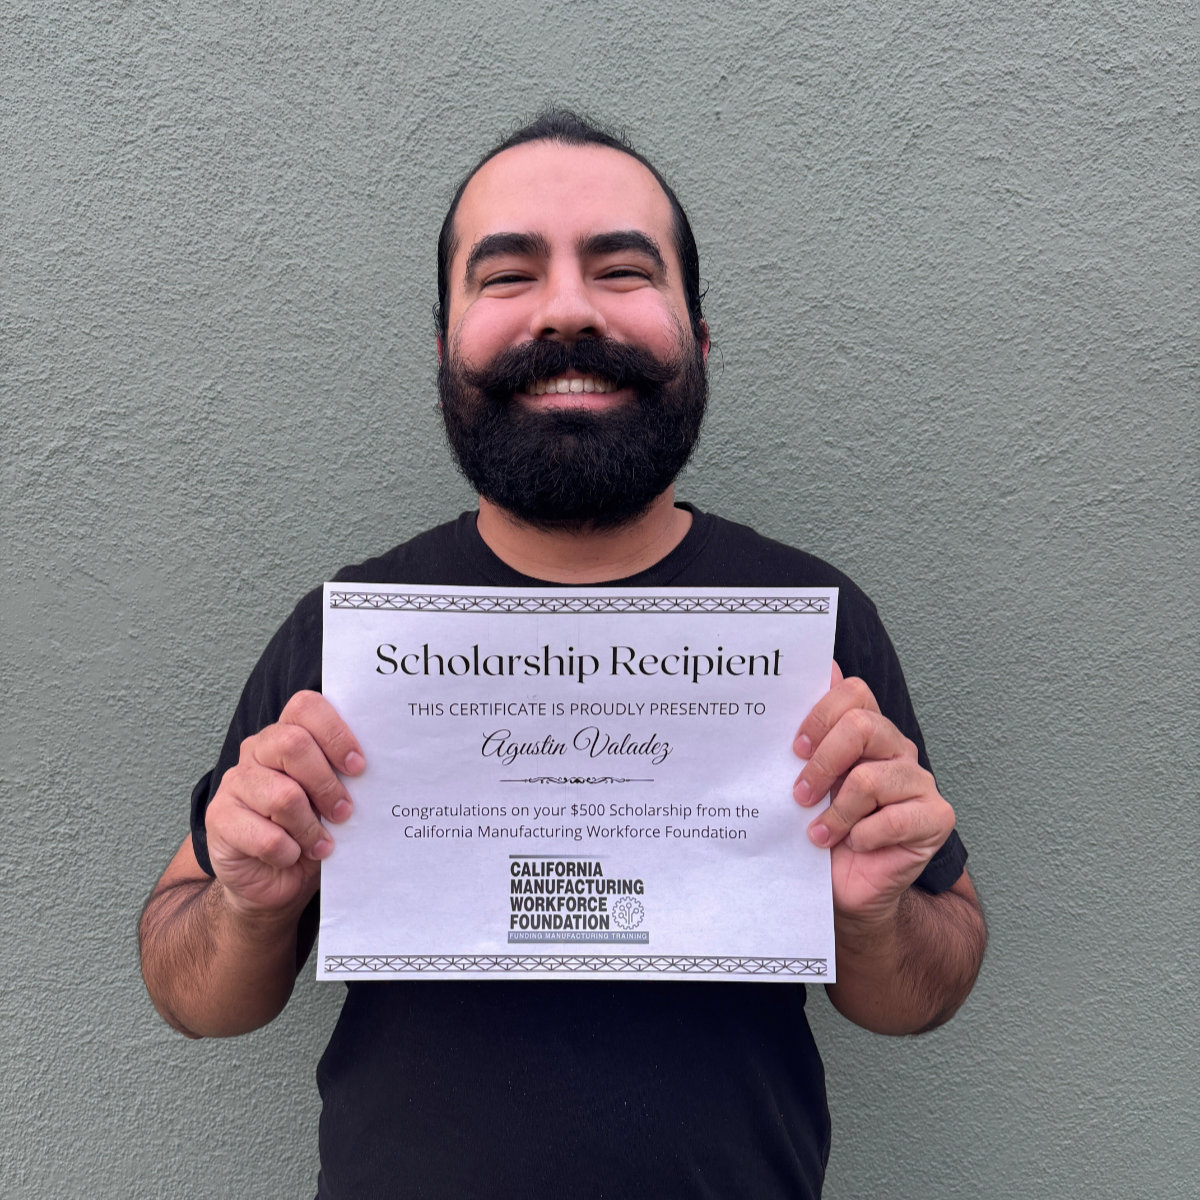 Scholarship Recipient
THIS CERTIFICATE IS PROUDLY PRESENTED TO
Agustin Valadez
Congratulations on your $500 Scholarship from the
California Manufacturing Workforce Foundation
CALIFORNIA
MANUFACTURING
WORKFORCE
FOUNDATION
FUNDING MANUFACTURING TRAINING